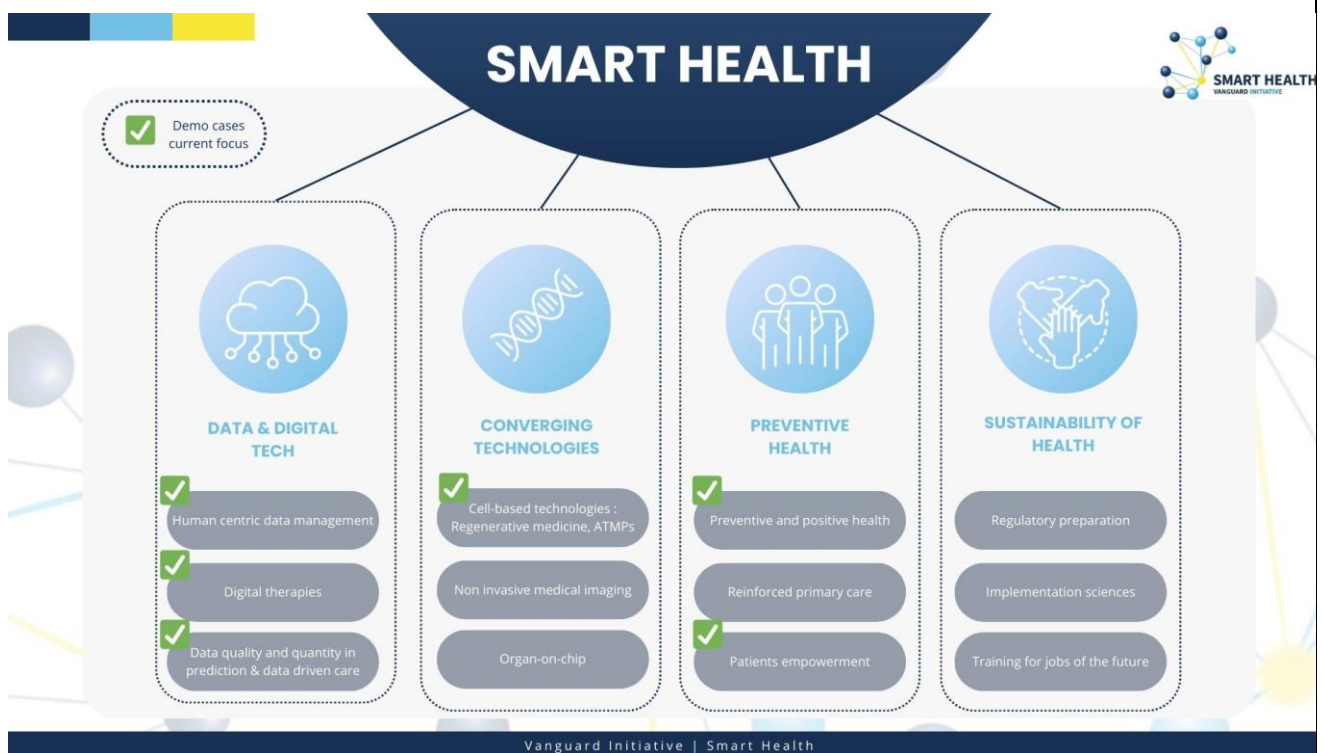 SMART HEALTH
SMART HEALTH
VANGUARD INITIATIVE
Demo cases
current focus
DATA & DIGITAL
TECH
Human centric data management
Digital therapies
Data quality and quantity in
prediction & data driven care
CONVERGING
TECHNOLOGIES
Cell-based technologies :
Regenerative medicine, ATMPs
Non invasive medical imaging
Organ-on-chip
PREVENTIVE
HEALTH
Preventive and positive health
Reinforced primary care
Patients empowerment
SUSTAINABILITY OF
HEALTH
Regulatory preparation
Implementation sciences
Training for jobs of the future
Vanguard Initiative | Smart Health